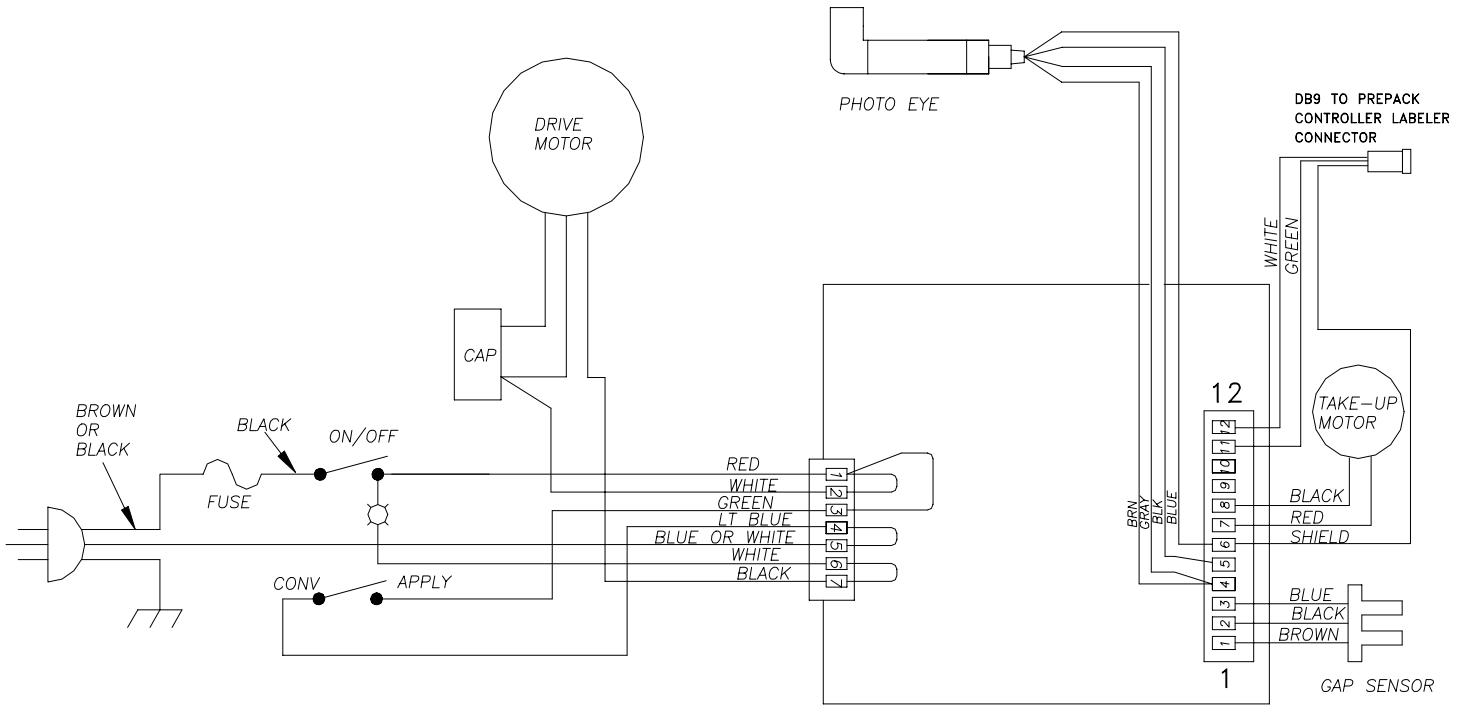 PHOTO EYE
DB9 TO PREPACK
CONTROLLER LABELER
CONNECTOR
DRIVE
MOTOR
WHITE
GREEN
CAP
12
TAKE-UP
MOTOR
BROWN
OR
BLACK
BLACK
ON/OFF
FUSE
RED
WHITE
GREEN
LT BLUE
BLUE OR WHITE
WHITE
BLACK
1
2
3
4
5
6
7
CONV
APPLY
BRN
GRAY
BLK
BLUE
12
11
10
9
8
7
6
5
4
3
2
1
BLACK
RED
SHIELD
BLUE
BLACK
BROWN
1
GAP SENSOR